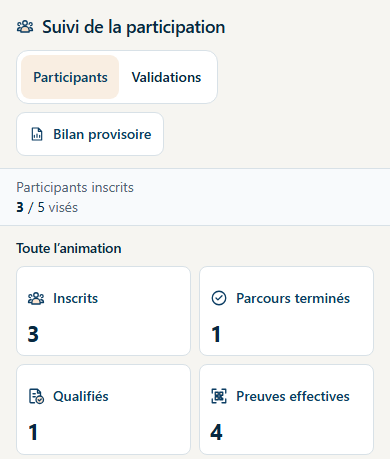 Suivi de la participation
Participants
Validations
Bilan provisoire
Participants inscrits
3 / 5 visés
Toute l’animation
Inscrits
3
Parcours terminés
1
Qualifiés
1
Preuves effectives
4